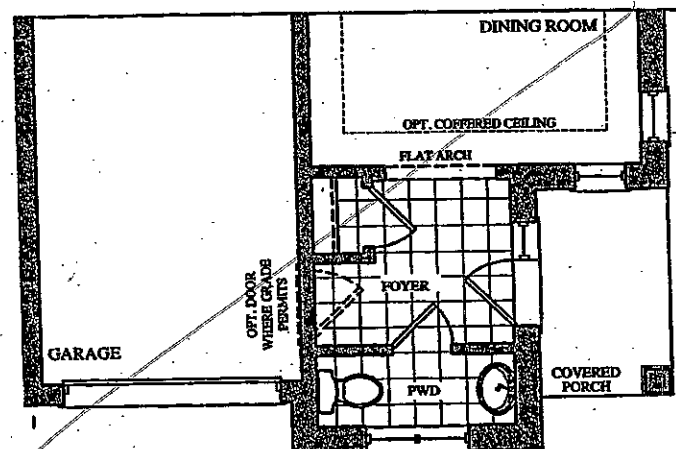 DINING ROOM
OPT. COFFERED CEILING
FLAT ARCH
OPT. DOOR
WHERE GRADE
PERMITS
FOYER
GARAGE
PWD
COVERED
PORCH